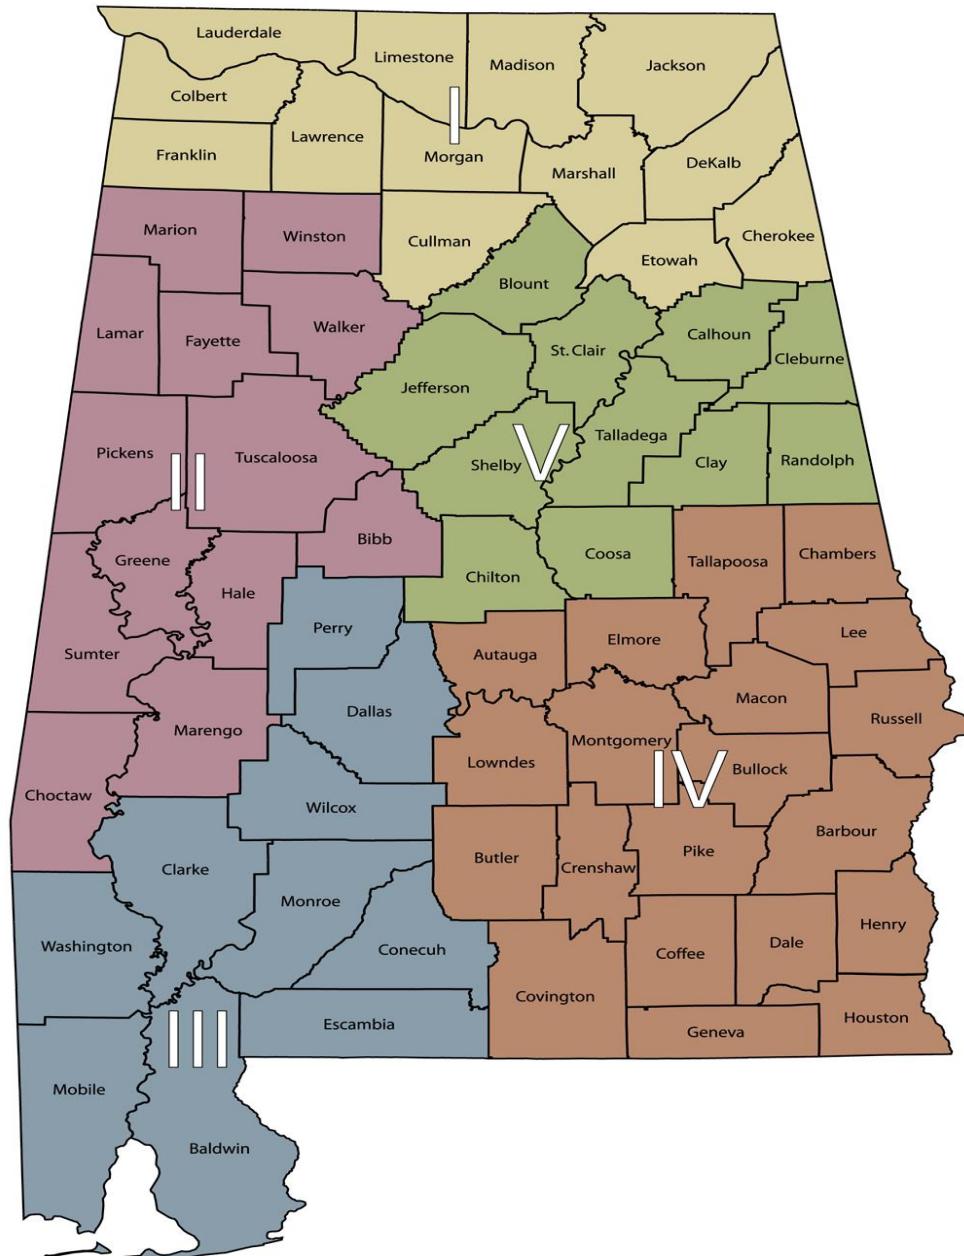 Lauderdale
Limestone
Madison
Jackson
Colbert
Lawrence
Franklin
I
Morgan
Marshall
DeKalb
Cherokee
Marion
Winston
Cullman
Etowah
Blount
Lamar
Fayette
Walker
St. Clair
Calhoun
Cleburne
Jefferson
Pickens
Tuscaloosa
Shelby
Talladega
Clay
Randolph
V
II
Greene
Hale
Bibb
Chilton
Coosa
Tallapoosa
Chambers
Perry
Elmore
Lee
Sumter
Autauga
Macon
Dallas
Russell
Marengo
Montgomery
Lowndes
Bullock
IV
Choctaw
Wilcox
Barbour
Clarke
Butler
Crenshaw
Pike
Monroe
Henry
Washington
Conecuh
Coffee
Dale
Covington
Escambia
Geneva
Houston
III
Mobile
Baldwin